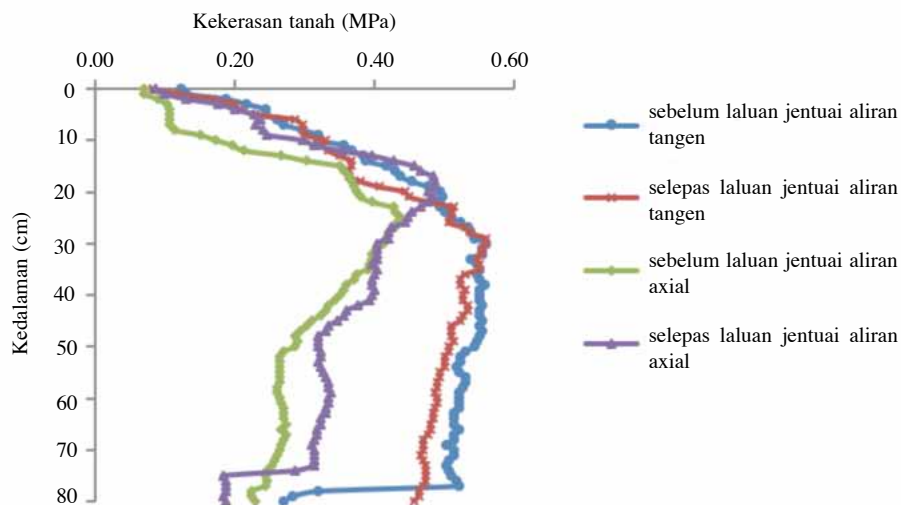 Kekerasan tanah (MPa)
0.00 0.20 0.40 0.60
0
10
20
30
40
50
60
70
80
Kedalaman (cm)
sebelum laluan jentuai aliran
tangen
selepas laluan jentuai aliran
tangen
sebelum laluan jentuai aliran
axial
selepas laluan jentuai aliran
axial